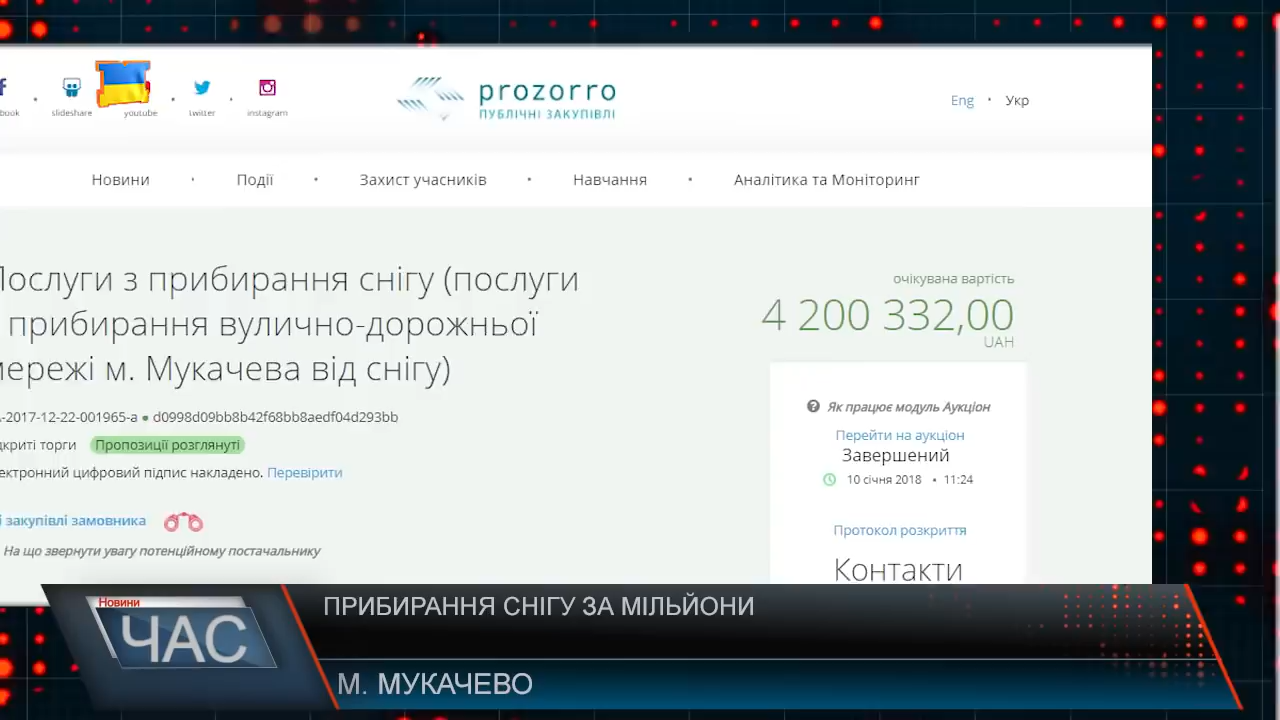 book
slideshare
youtube
twitter
instagram
prozorro
ПУБЛІЧНІ ЗАКУПІВЛІ
Eng • Укр
Новини • Події • Захист учасників • Навчання • Аналітика та Моніторинг
Послуги з прибирання снігу (послуги
прибирання вулично-дорожньої
мережі м. Мукачева від снігу)
очікувана вартість
4 200 332,00
UAH
-2017-12-22-001965-a ● d0998d09bb8b42f68bb8aedf04d293bb
дкриті торги Пропозиції розглянуті
ектронний цифровий підпис накладено. Перевірити
і закупівлі замовника
На що звернути увагу потенційному постачальнику
Як працює модуль Аукціон
Перейти на аукціон
Завершений
10 січня 2018 • 11:24
Протокол розкриття
Контакти
Новини
ЧАС
ПРИБИРАННЯ СНІГУ ЗА МІЛЬЙОНИ
М. МУКАЧЕВО